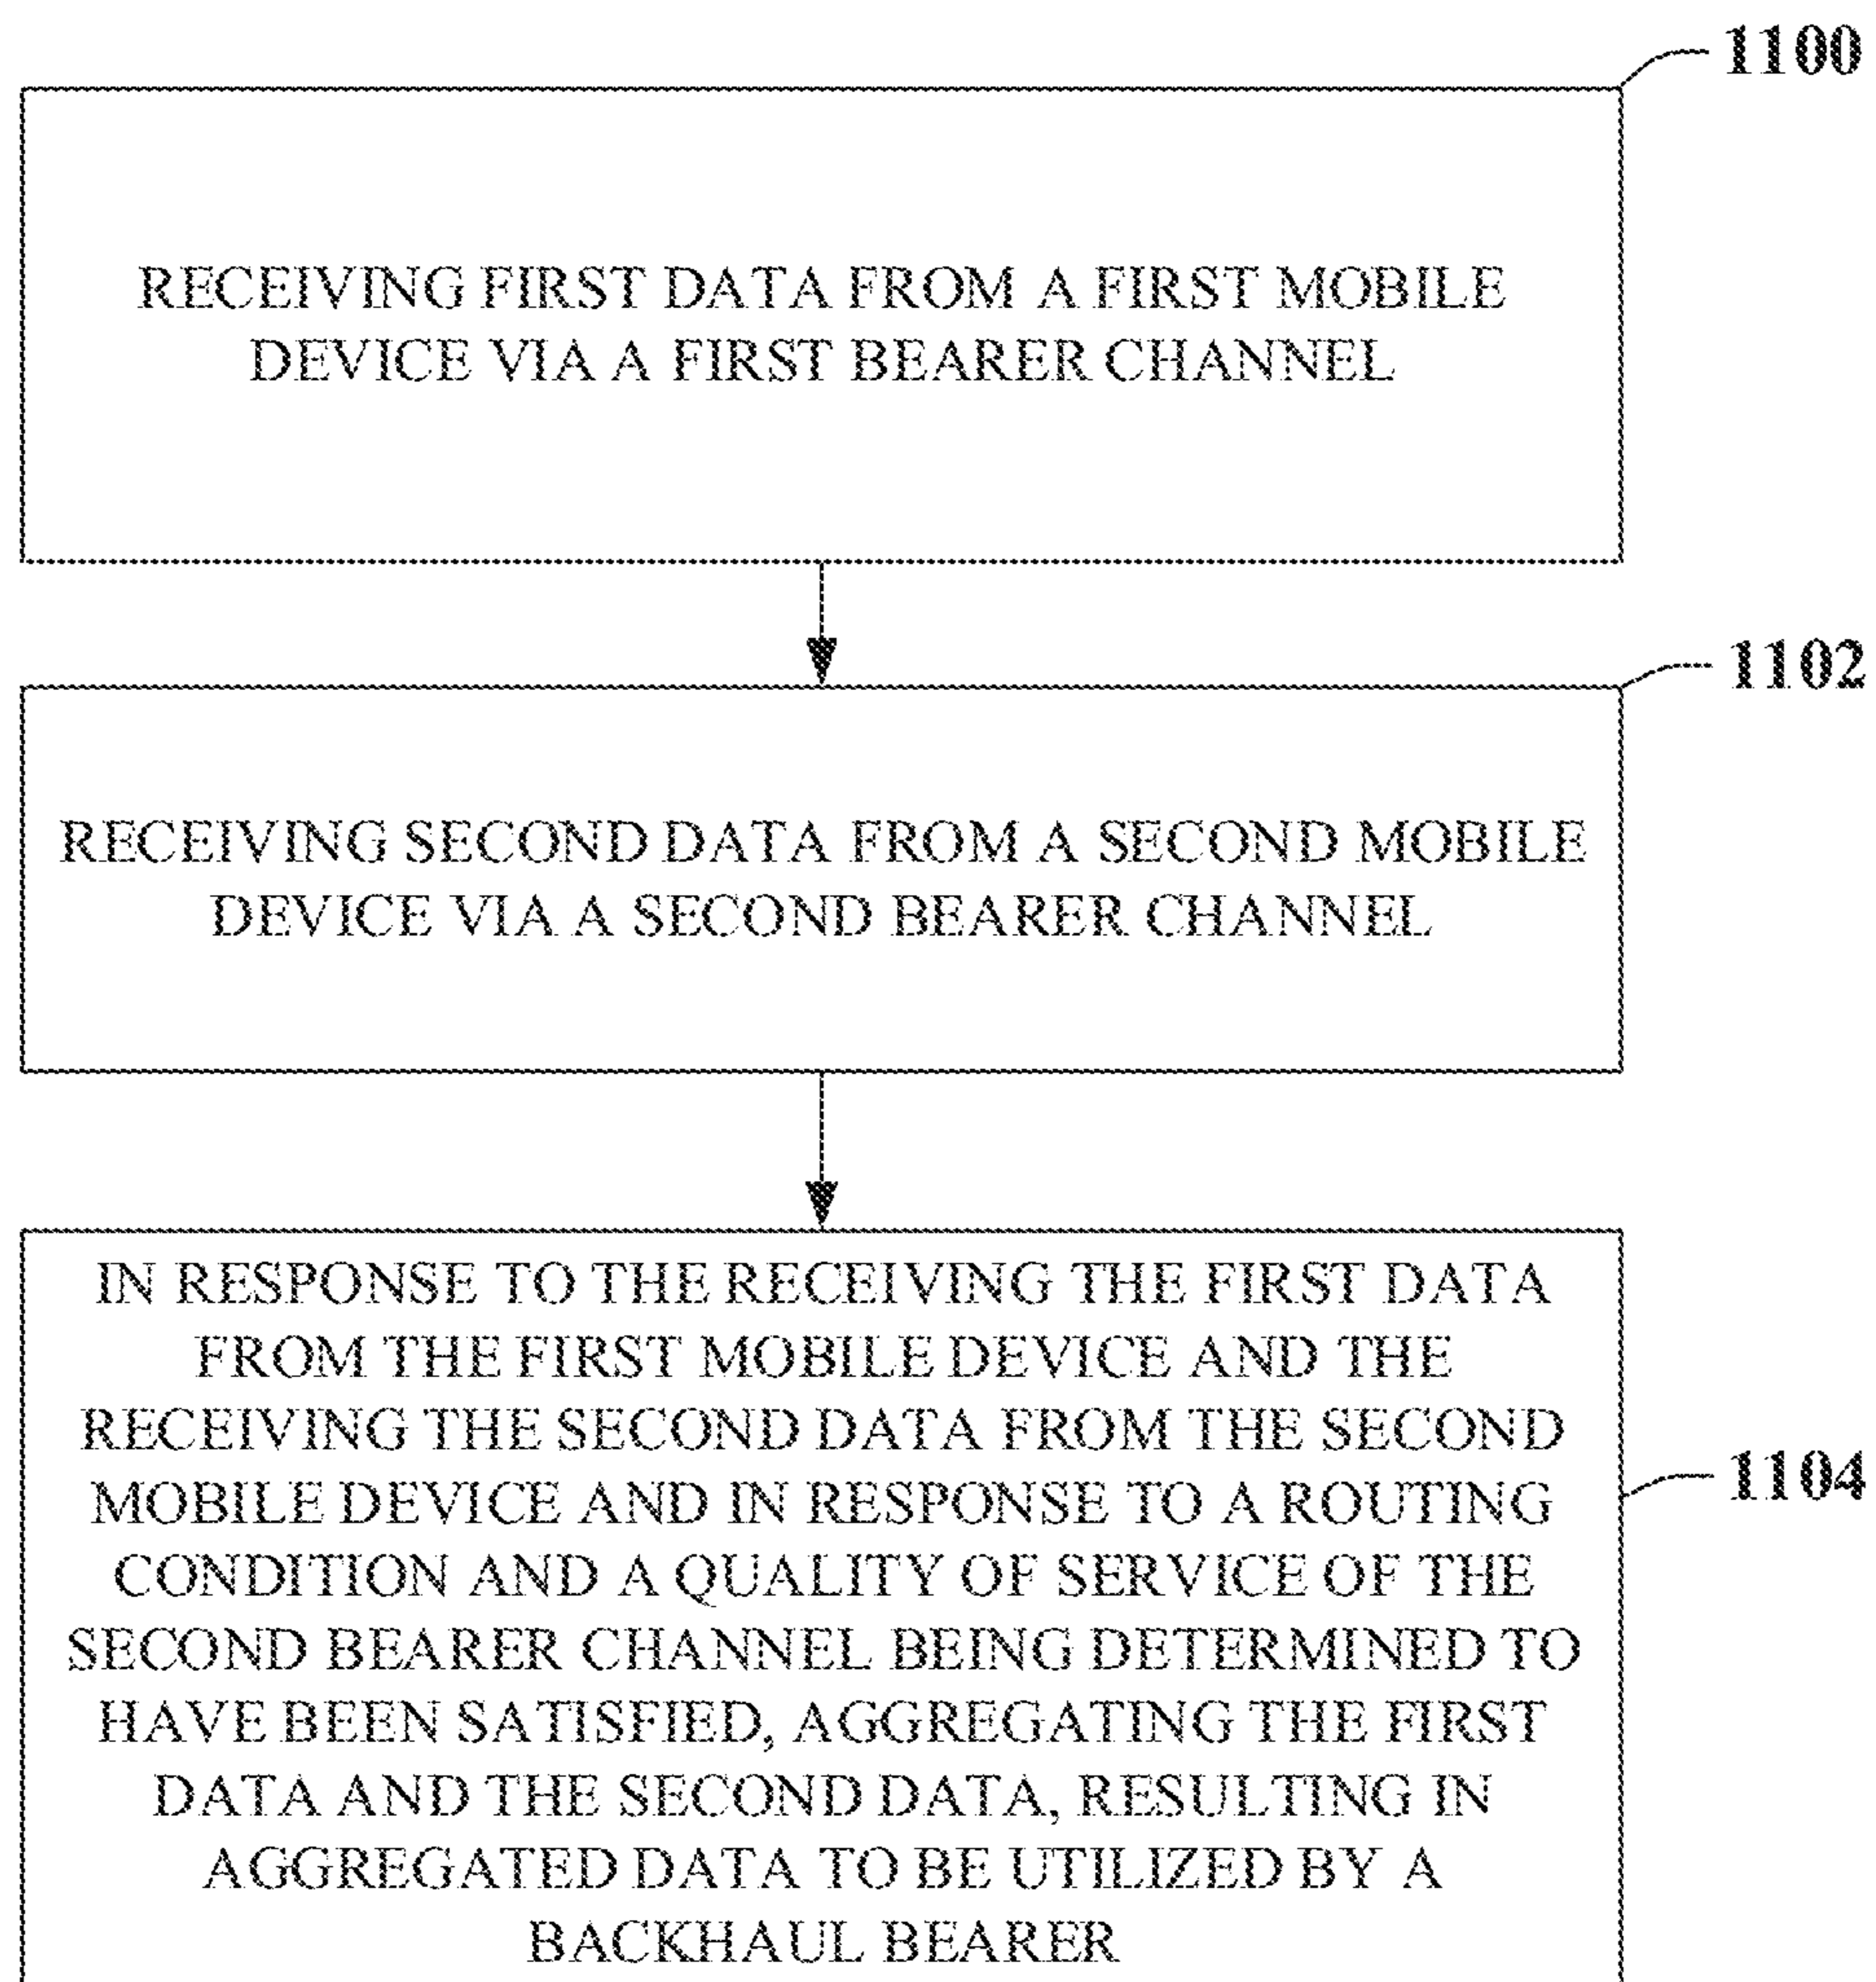 1100
RECEIVING FIRST DATA FROM A FIRST MOBILE
DEVICE VIA A FIRST BEARER CHANNEL
1102
RECEIVING SECOND DATA FROM A SECOND MOBILE
DEVICE VIA A SECOND BEARER CHANNEL
IN RESPONSE TO THE RECEIVING THE FIRST DATA
FROM THE FIRST MOBILE DEVICE AND THE
RECEIVING THE SECOND DATA FROM THE SECOND
MOBILE DEVICE AND IN RESPONSE TO A ROUTING
CONDITION AND A QUALITY OF SERVICE OF THE
SECOND BEARER CHANNEL BEING DETERMINED TO
HAVE BEEN SATISFIED, AGGREGATING THE FIRST
DATA AND THE SECOND DATA, RESULTING IN
AGGREGATED DATA TO BE UTILIZED BY A
BACKHAUL BEARER
1104